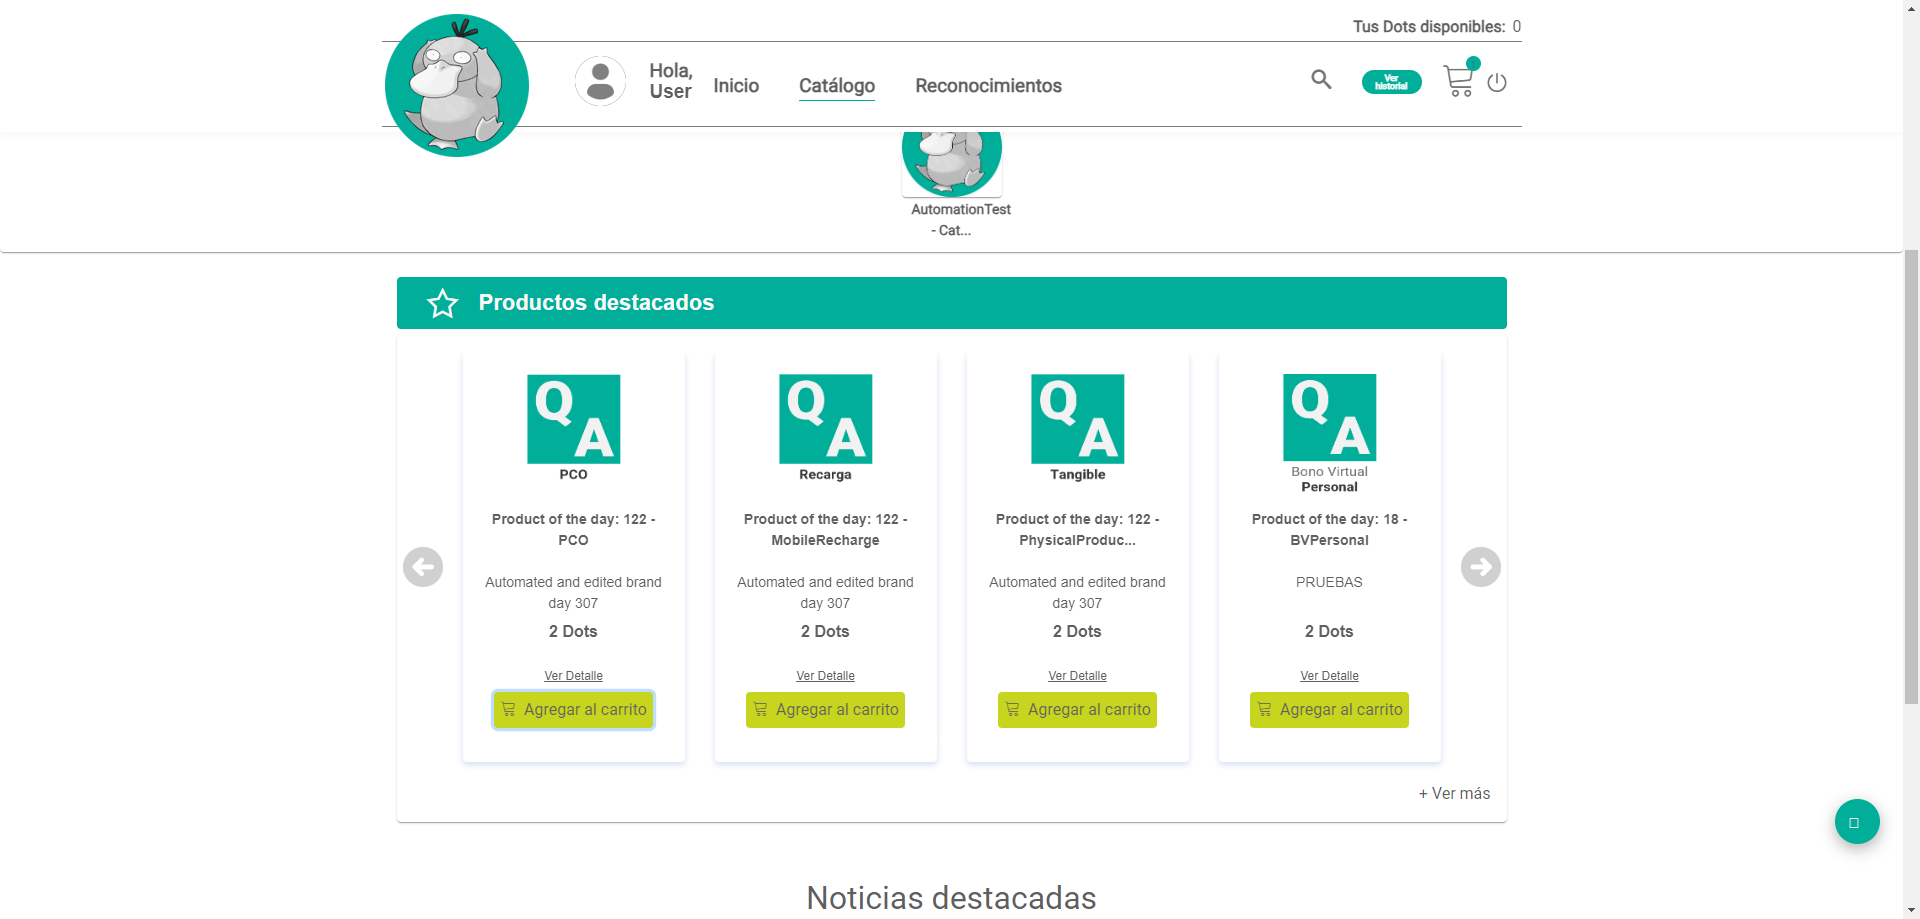 Tus Dots disponibles: 0
Hola,
User
Inicio
Catálogo
Reconocimientos
Ver
historial
AutomationTest
- Cat...
Productos destacados
QA
PCO
Product of the day: 122 -
PCO
Automated and edited brand
day 307
2 Dots
Ver Detalle
Agregar al carrito
QA
Recarga
Product of the day: 122 -
MobileRecharge
Automated and edited brand
day 307
2 Dots
Ver Detalle
Agregar al carrito
QA
Tangible
Product of the day: 122 -
PhysicalProduc...
Automated and edited brand
day 307
2 Dots
Ver Detalle
Agregar al carrito
QA
Bono Virtual
Personal
Product of the day: 18 -
BVPersonal
PRUEBAS
2 Dots
Ver Detalle
Agregar al carrito
+ Ver más
Noticias destacadas